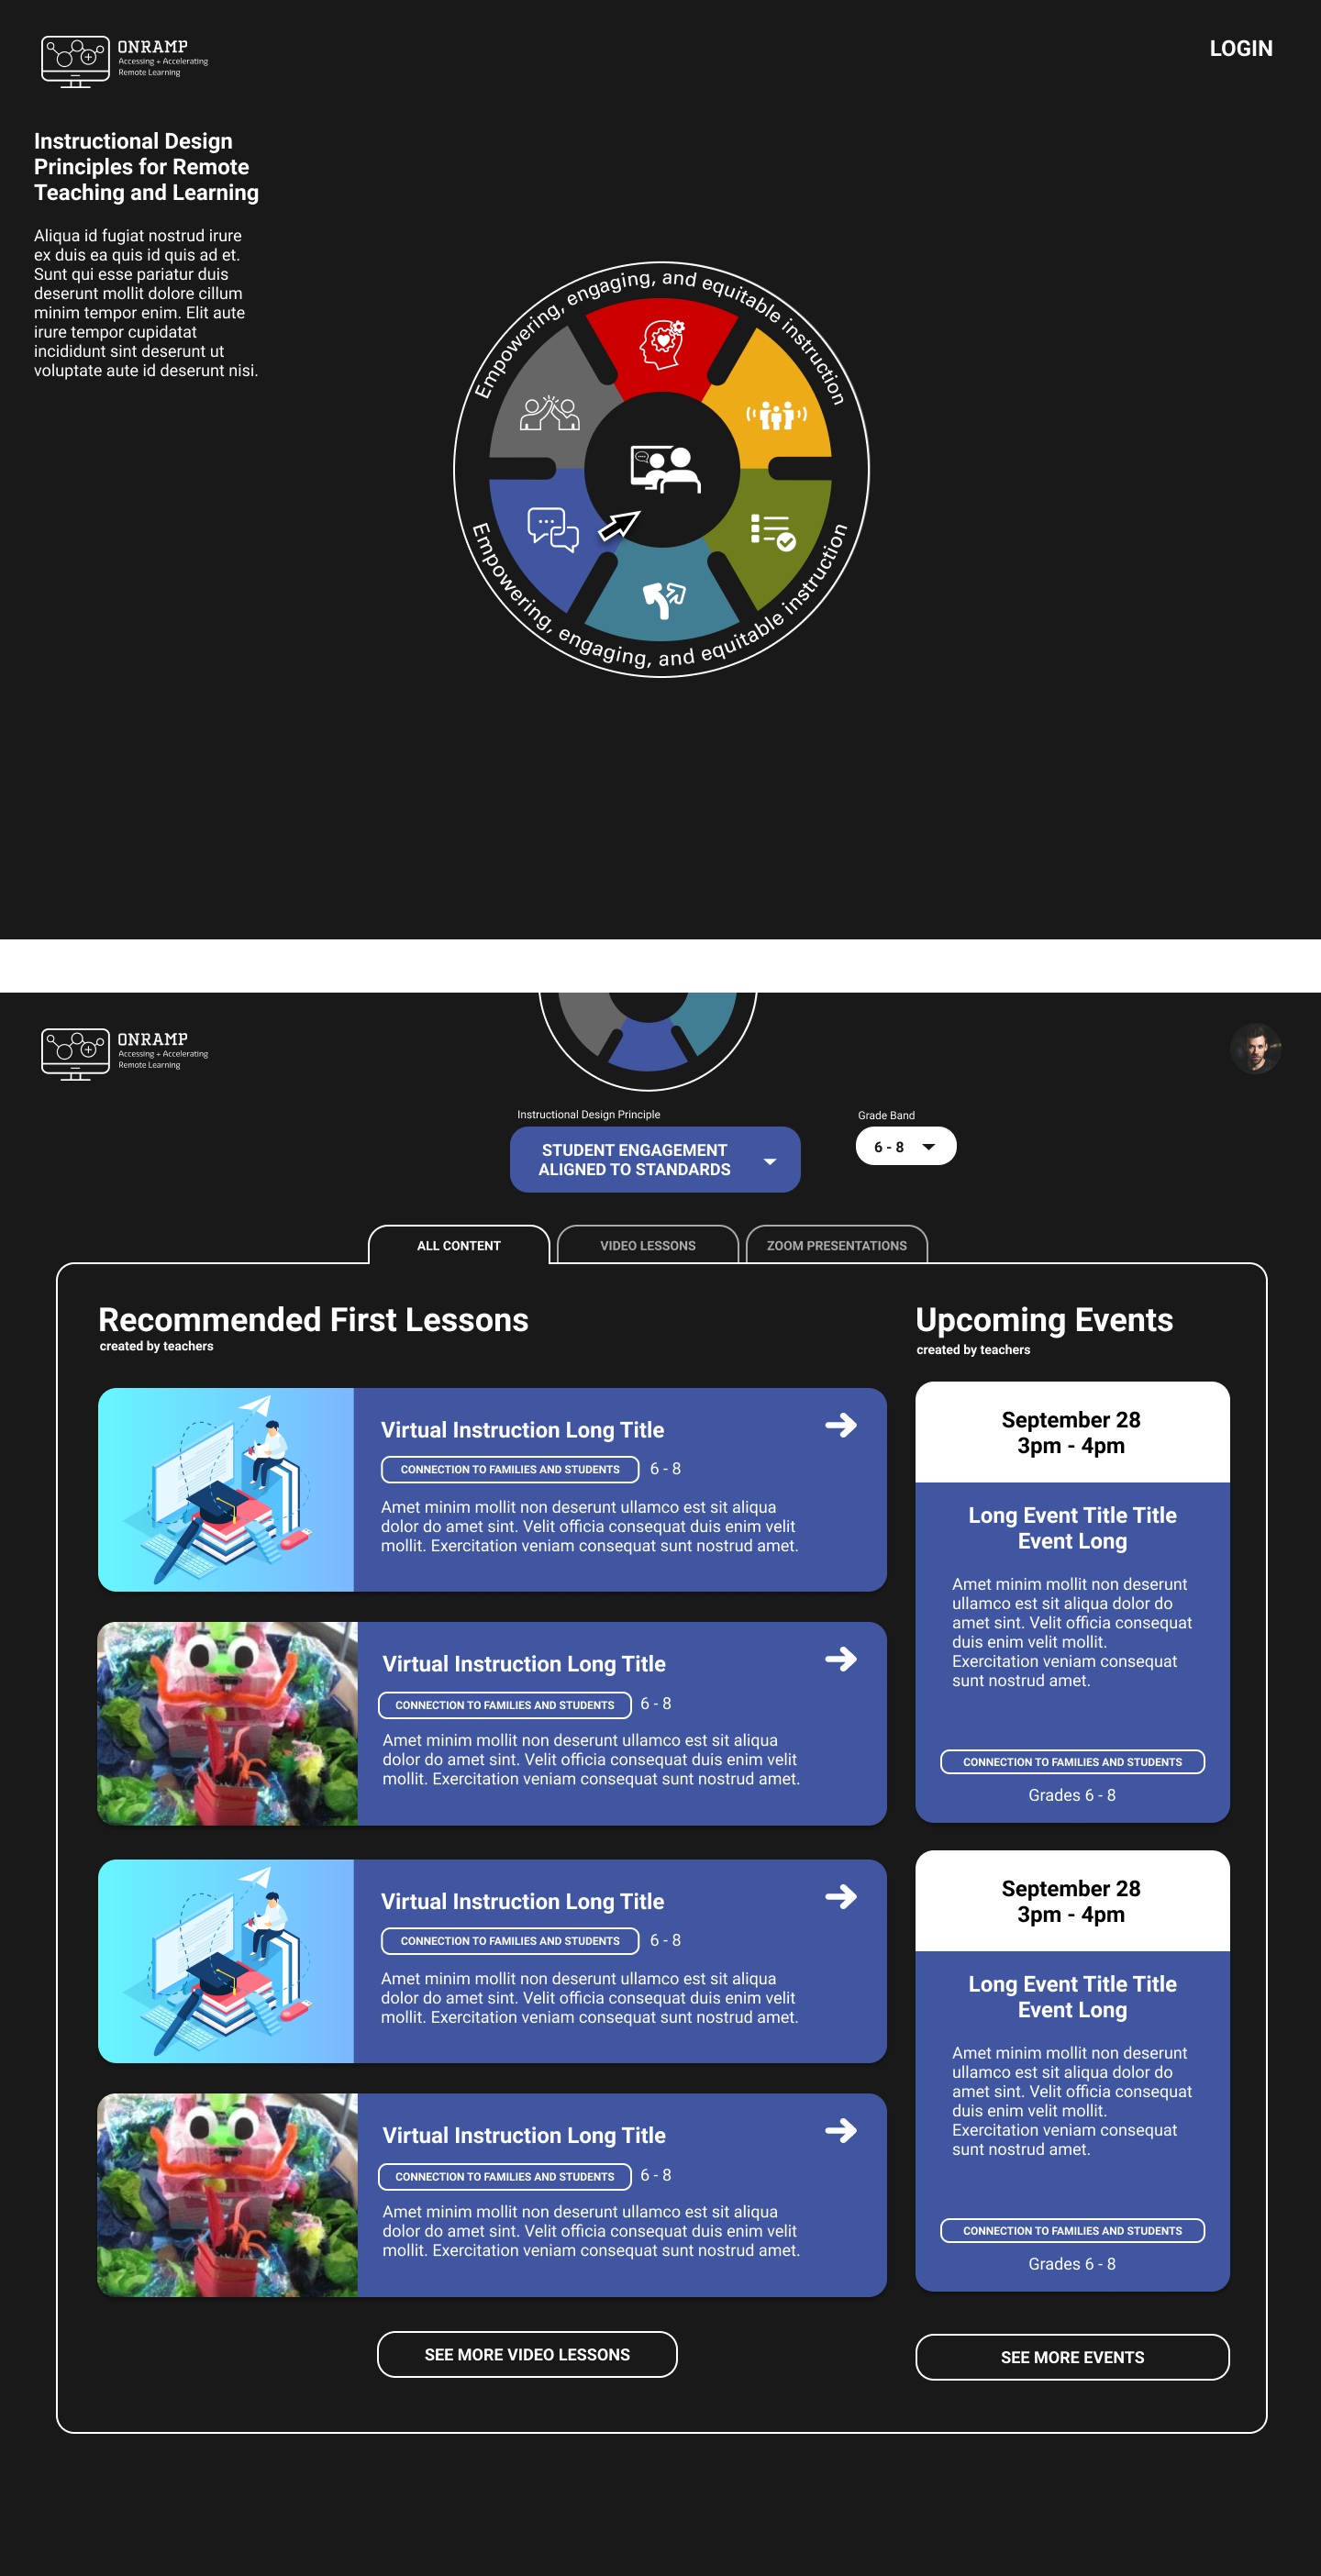 ONRAMP
Accessing + Accelerating
Remote Learning
LOGIN
Instructional Design
Principles for Remote
Teaching and Learning
Aliqua id fugiat nostrud irure
ex duis ea quis id quis ad et.
Sunt qui esse pariatur duis
deserunt mollit dolore cillum
minim tempor enim. Elit aute
irure tempor cupidatat
incididunt sint deserunt ut
voluptate aute id deserunt nisi.
Empowering, engaging, and equitable instruction
Empowering, engaging, and equitable instruction
ONRAMP
Accessing + Accelerating
Remote Learning
Instructional Design Principle
STUDENT ENGAGEMENT
ALIGNED TO STANDARDS
Grade Band
6 - 8
ALL CONTENT
VIDEO LESSONS
ZOOM PRESENTATIONS
Recommended First Lessons
created by teachers
Virtual Instruction Long Title
CONNECTION TO FAMILIES AND STUDENTS 6 - 8
Amet minim mollit non deserunt ullamco est sit aliqua
dolor do amet sint. Velit officia consequat duis enim velit
mollit. Exercitation veniam consequat sunt nostrud amet.
Virtual Instruction Long Title
CONNECTION TO FAMILIES AND STUDENTS 6 - 8
Amet minim mollit non deserunt ullamco est sit aliqua
dolor do amet sint. Velit officia consequat duis enim velit
mollit. Exercitation veniam consequat sunt nostrud amet.
Virtual Instruction Long Title
CONNECTION TO FAMILIES AND STUDENTS 6 - 8
Amet minim mollit non deserunt ullamco est sit aliqua
dolor do amet sint. Velit officia consequat duis enim velit
mollit. Exercitation veniam consequat sunt nostrud amet.
Virtual Instruction Long Title
CONNECTION TO FAMILIES AND STUDENTS 6 - 8
Amet minim mollit non deserunt ullamco est sit aliqua
dolor do amet sint. Velit officia consequat duis enim velit
mollit. Exercitation veniam consequat sunt nostrud amet.
SEE MORE VIDEO LESSONS
Upcoming Events
created by teachers
September 28
3pm - 4pm
Long Event Title Title
Event Long
Amet minim mollit non deserunt
ullamco est sit aliqua dolor do
amet sint. Velit officia consequat
duis enim velit mollit.
Exercitation veniam consequat
sunt nostrud amet.
CONNECTION TO FAMILIES AND STUDENTS
Grades 6 - 8
September 28
3pm - 4pm
Long Event Title Title
Event Long
Amet minim mollit non deserunt
ullamco est sit aliqua dolor do
amet sint. Velit officia consequat
duis enim velit mollit.
Exercitation veniam consequat
sunt nostrud amet.
CONNECTION TO FAMILIES AND STUDENTS
Grades 6 - 8
SEE MORE EVENTS